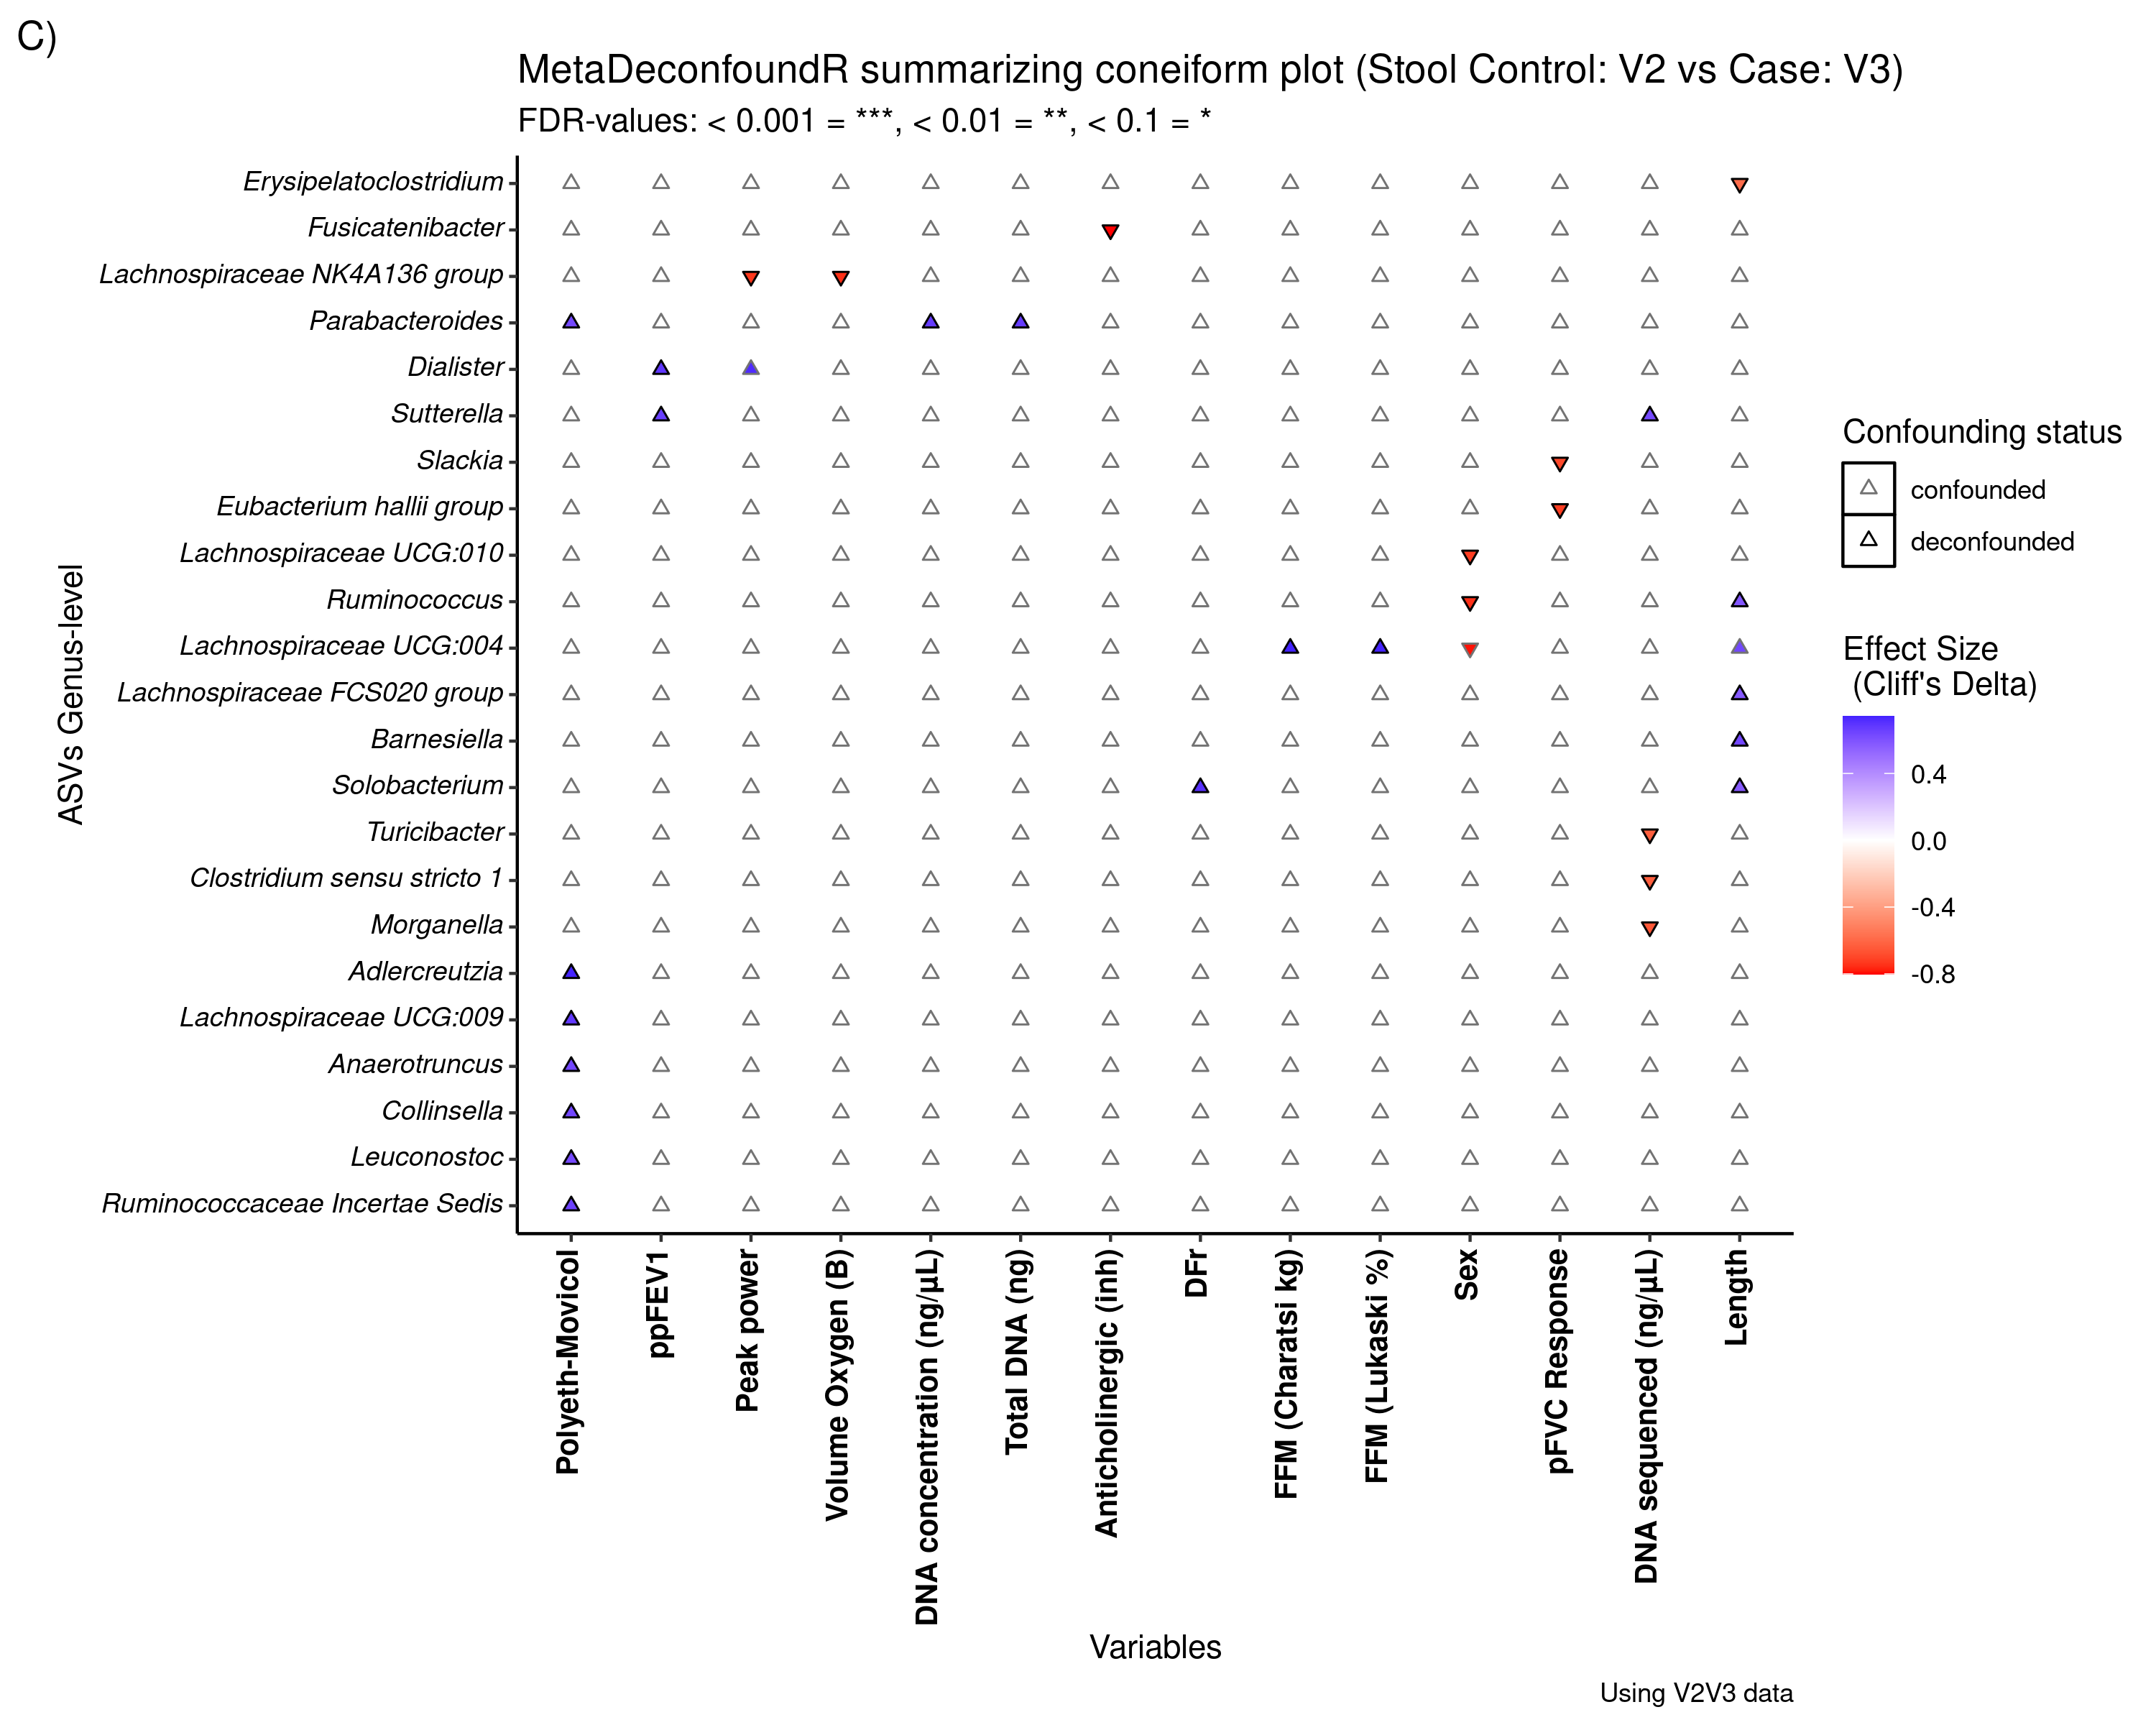 C)
MetaDeconfoundR summarizing coneiform plot (Stool Control: V2 vs Case: V3)
FDR-values: < 0.001 = ***, < 0.01 = **, < 0.1 = *
ASVs Genus-level
Erysipelatoclostridium
Fusicatenibacter
Lachnospiraceae NK4A136 group
Parabacteroides
Dialister
Sutterella
Slackia
Eubacterium hallii group
Lachnospiraceae UCG:010
Ruminococcus
Lachnospiraceae UCG:004
Lachnospiraceae FCS020 group
Barnesiella
Solobacterium
Turicibacter
Clostridium sensu stricto 1
Morganella
Adlercreutzia
Lachnospiraceae UCG:009
Anaerotruncus
Collinsella
Leuconostoc
Ruminococcaceae Incertae Sedis
Polyeth-Movicol
ppFEV1
Peak power
Volume Oxygen (B)
DNA concentration (ng/µL)
Total DNA (ng)
Anticholinergic (inh)
DFr
FFM (Charatsi kg)
FFM (Lukaski %)
Sex
pFVC Response
DNA sequenced (ng/µL)
Length
Variables
Confounding status
confounded
deconfounded
Effect Size
(Cliff's Delta)
0.4
0.0
-0.4
-0.8
Using V2V3 data